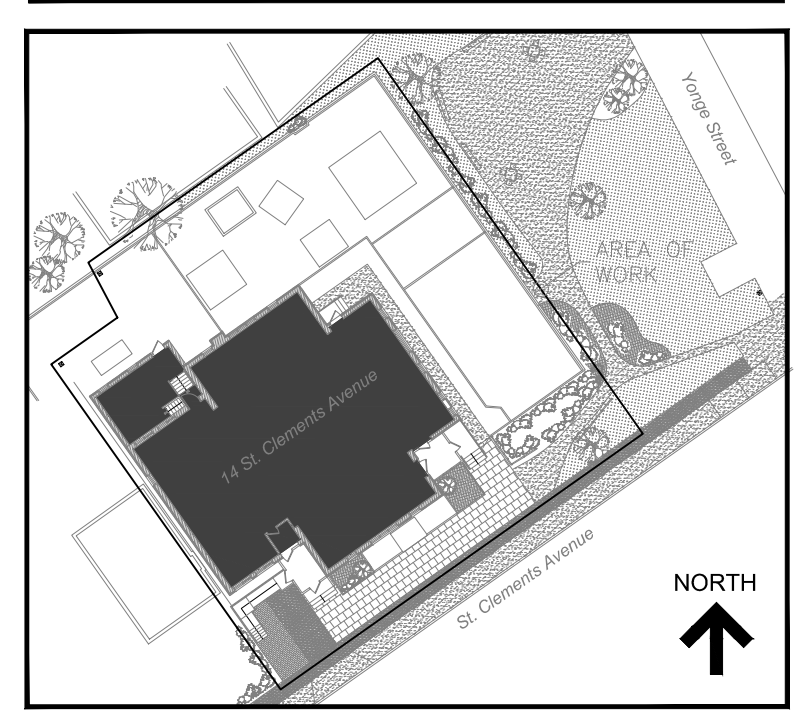 Yonge Street
AREA OF
WORK
14 St. Clements Avenue
St. Clements Avenue
NORTH